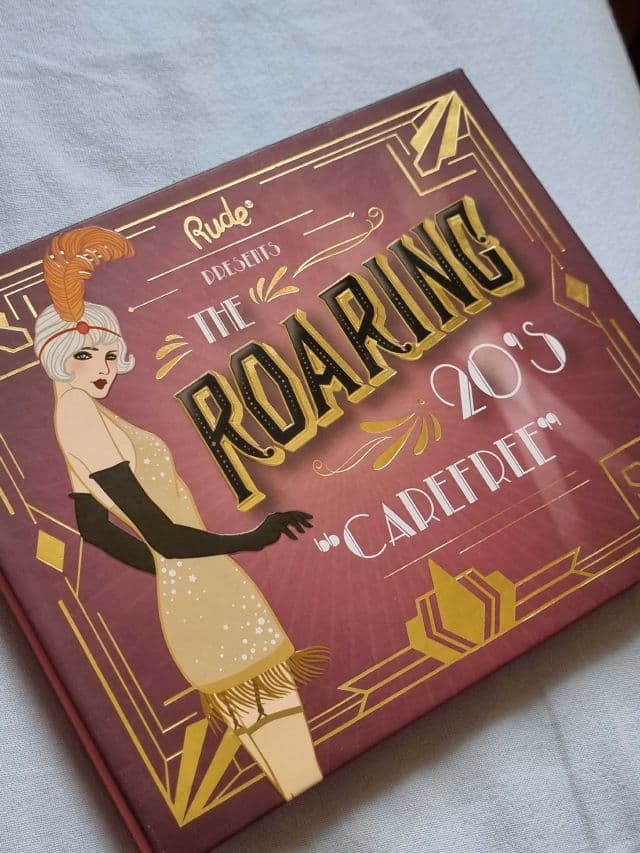 Rude®
PRESENTS
THE
ROARING
20'S
"CAREFREE"